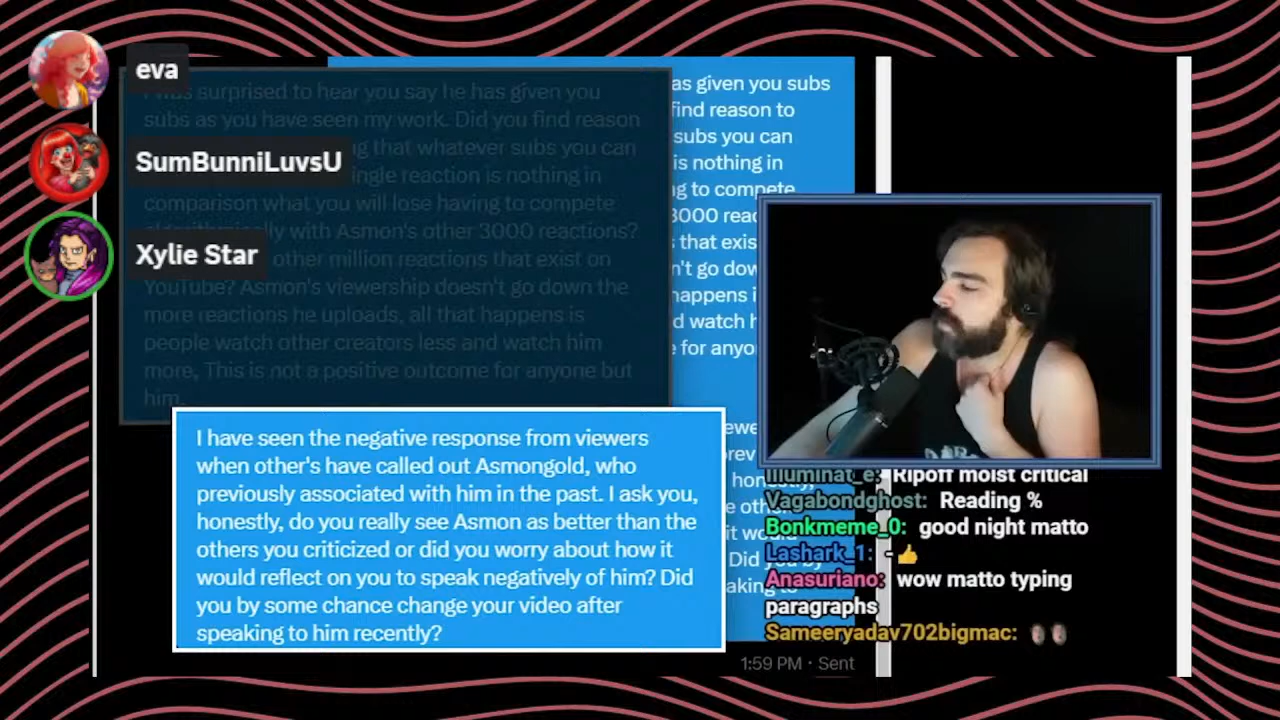 eva
SumBunniLuvsU
Xylie Star
I was surprised to hear you say he has given you
subs as you have seen my work. Did you find reason
that whatever subs you can
single reaction is nothing in
comparison what you will lose having to compete
with Asmon's other 3000 reactions?
other million reactions that exist on
YouTube? Asmon's viewership doesn't go down the
more reactions he uploads, all that happens is
people watch other creators less and watch him
more, This is not a positive outcome for anyone but
him.
as given you subs
find reason to
subs you can
is nothing in
to compete
3000 reac
that exis
n't go dow
happens i
d watch h
for anyo
I have seen the negative response from viewers
when other's have called out Asmongold, who
previously associated with him in the past. I ask you,
honestly, do you really see Asmon as better than the
others you criticized or did you worry about how it
would reflect on you to speak negatively of him? Did
you by some chance change your video after
speaking to him recently?
1:59 PM · Sent
Illuminat_e: Ripoff moist critical
Vagabondghost: Reading %
Bonkmeme_0: good night matto
Lashark_1: -👍
Anasuriano: wow matto typing
paragraphs
Sameeryadav702bigmac: